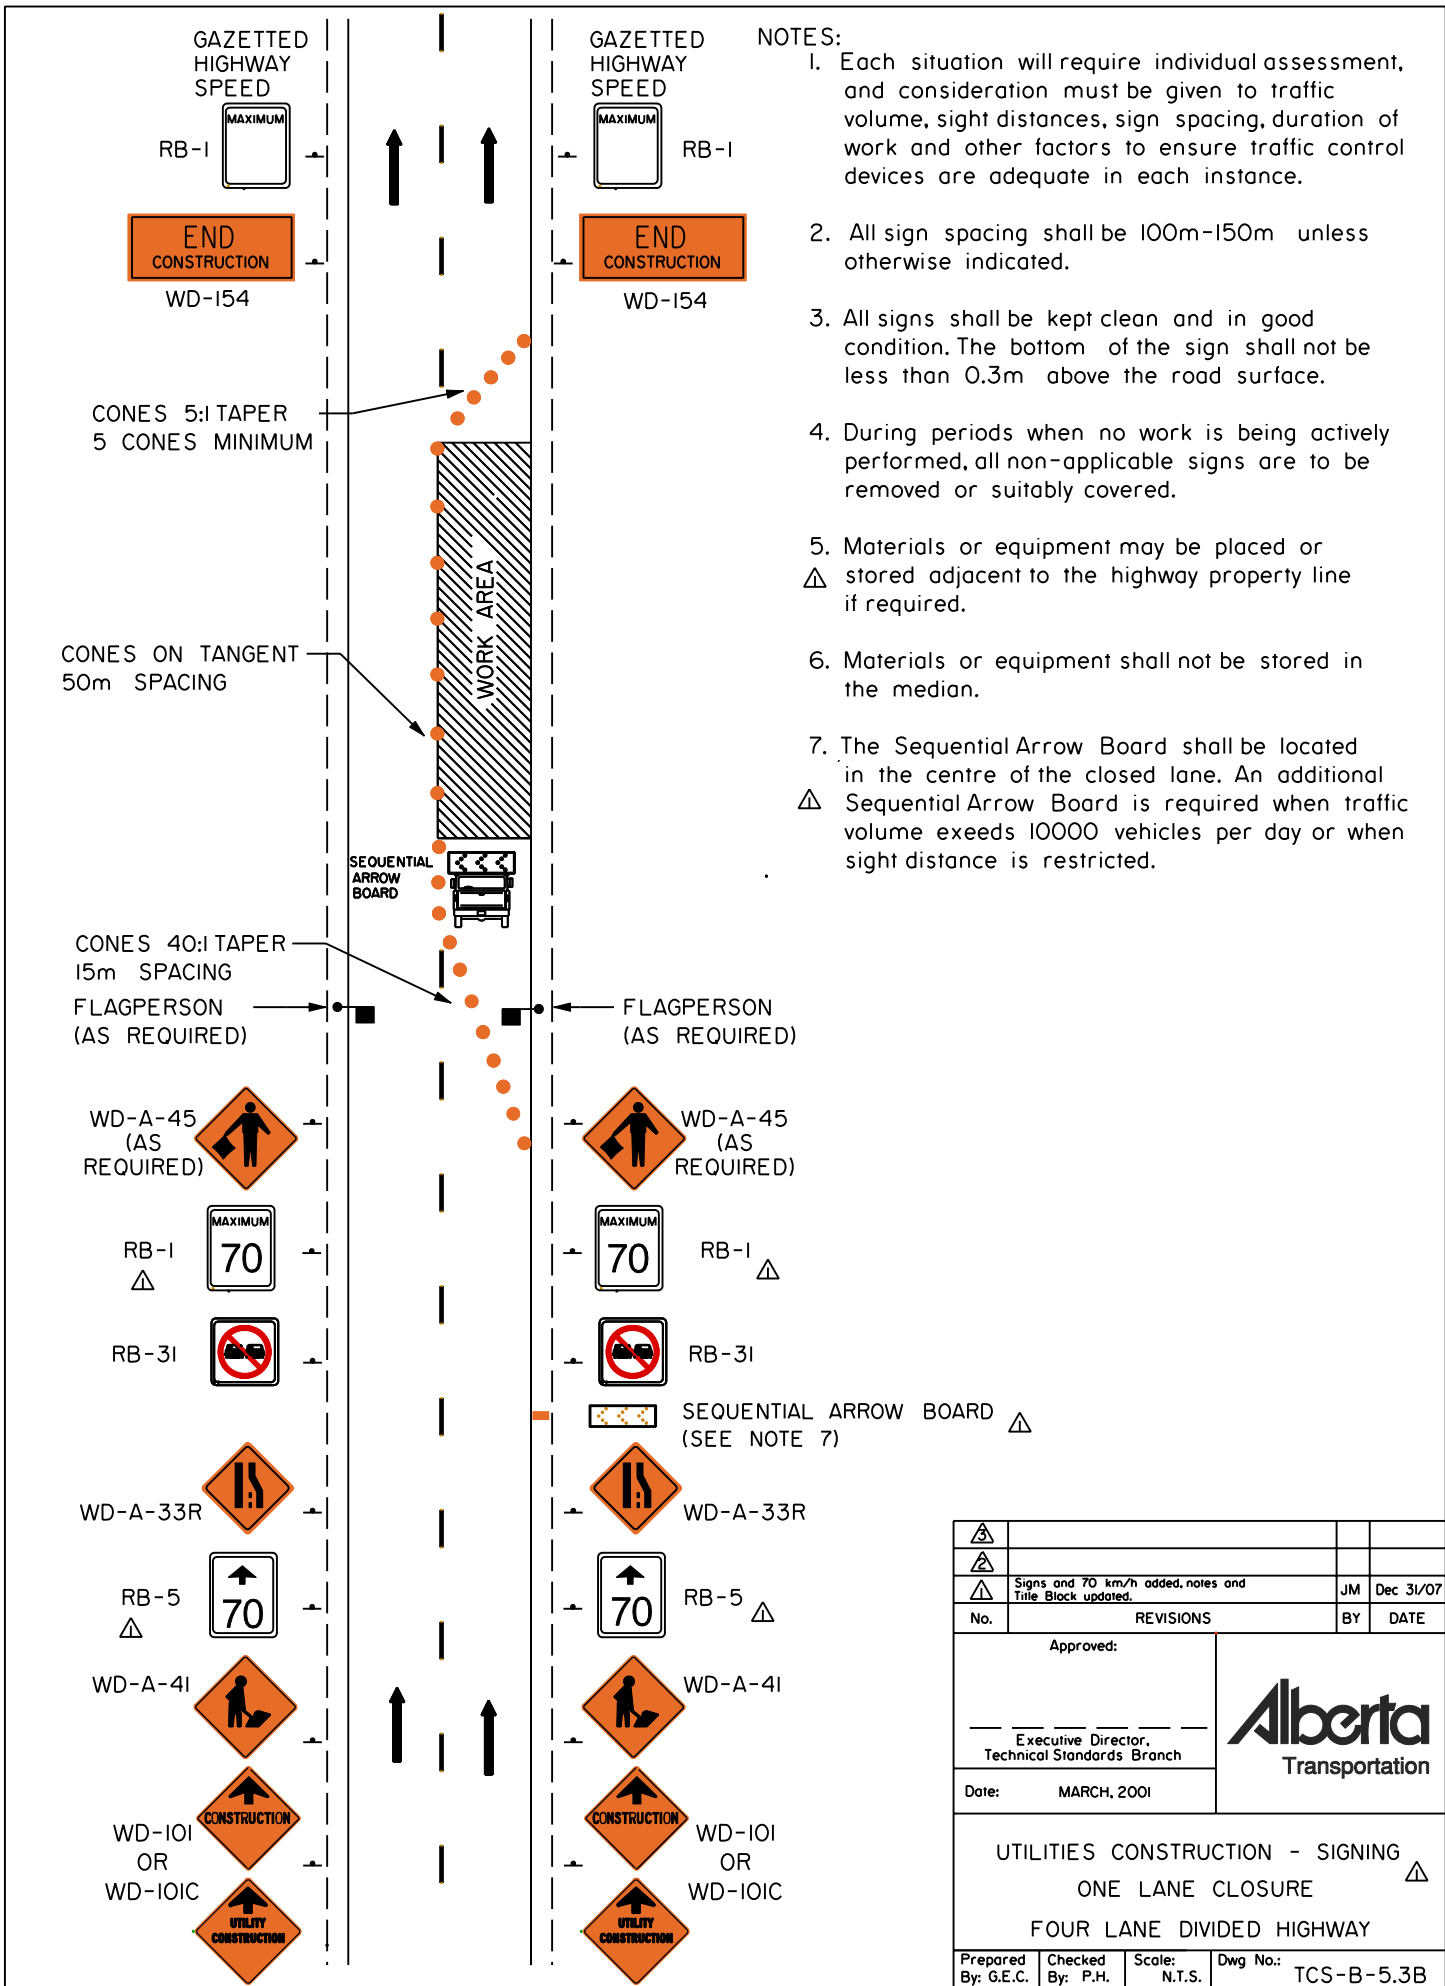 GAZETTED
HIGHWAY
SPEED
MAXIMUM
RB-1
END
CONSTRUCTION
WD-154
GAZETTED
HIGHWAY
SPEED
MAXIMUM
RB-1
END
CONSTRUCTION
WD-154
CONES 5:1 TAPER
5 CONES MINIMUM
WORK AREA
CONES ON TANGENT
50m SPACING
SEQUENTIAL
ARROW
BOARD
CONES 40:1 TAPER
15m SPACING
FLAGPERSON
(AS REQUIRED)
FLAGPERSON
(AS REQUIRED)
WD-A-45
(AS
REQUIRED)
WD-A-45
(AS
REQUIRED)
MAXIMUM
70
RB-1
1
MAXIMUM
70
RB-1
1
RB-31
RB-31
SEQUENTIAL ARROW BOARD 1
(SEE NOTE 7)
WD-A-33R
WD-A-33R
RB-5
1
70
70
RB-5 1
WD-A-41
WD-A-41
CONSTRUCTION
CONSTRUCTION
WD-101
OR
WD-101C
WD-101
OR
WD-101C
UTILITY
CONSTRUCTION
UTILITY
CONSTRUCTION
NOTES:
1. Each situation will require individual assessment,
and consideration must be given to traffic
volume, sight distances, sign spacing, duration of
work and other factors to ensure traffic control
devices are adequate in each instance.
2. All sign spacing shall be 100m-150m unless
otherwise indicated.
3. All signs shall be kept clean and in good
condition. The bottom of the sign shall not be
less than 0.3m above the road surface.
4. During periods when no work is being actively
performed, all non-applicable signs are to be
removed or suitably covered.
5. Materials or equipment may be placed or
1 stored adjacent to the highway property line
if required.
6. Materials or equipment shall not be stored in
the median.
7. The Sequential Arrow Board shall be located
in the centre of the closed lane. An additional
1 Sequential Arrow Board is required when traffic
volume exeeds 10000 vehicles per day or when
sight distance is restricted.
3
2
1 Signs and 70 km/h added, notes and
Title Block updated. JM Dec 31/07
No. REVISIONS BY DATE
Approved:
Executive Director,
Technical Standards Branch
Date: MARCH, 2001
Alberta
Transportation
UTILITIES CONSTRUCTION - SIGNING 1
ONE LANE CLOSURE
FOUR LANE DIVIDED HIGHWAY
Prepared
By: G.E.C.
Checked
By: P.H.
Scale:
N.T.S.
Dwg No.: TCS-B-5.3B